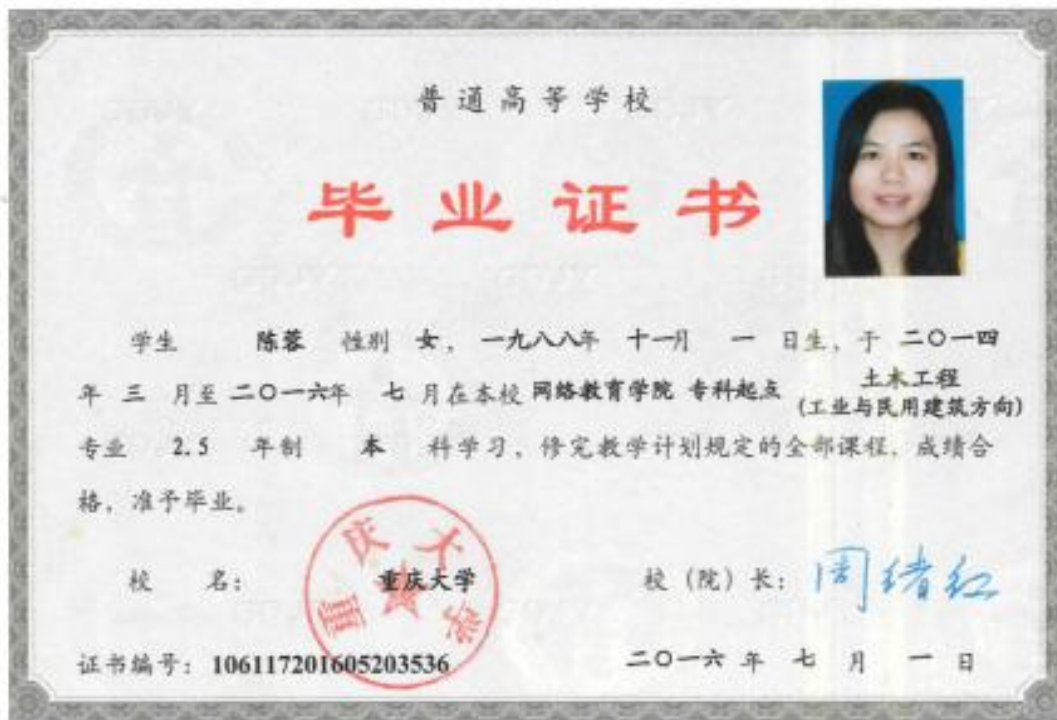 普通高等学校
毕业证书
学生 陈蓉 性别 女，一九八八年 十一月 一 日生，于 二〇一四
年 三 月至 二〇一六年 七 月在本校 网络教育学院 专科起点 土木工程
(工业与民用建筑方向)
专业 2.5 年制 本 科学习，修完教学计划规定的全部课程，成绩合
格，准予毕业。
重庆大学
校 名： 重庆大学 校（院）长： 周绪红
证书编号：106117201605203536 二〇一六 年 七 月 一 日